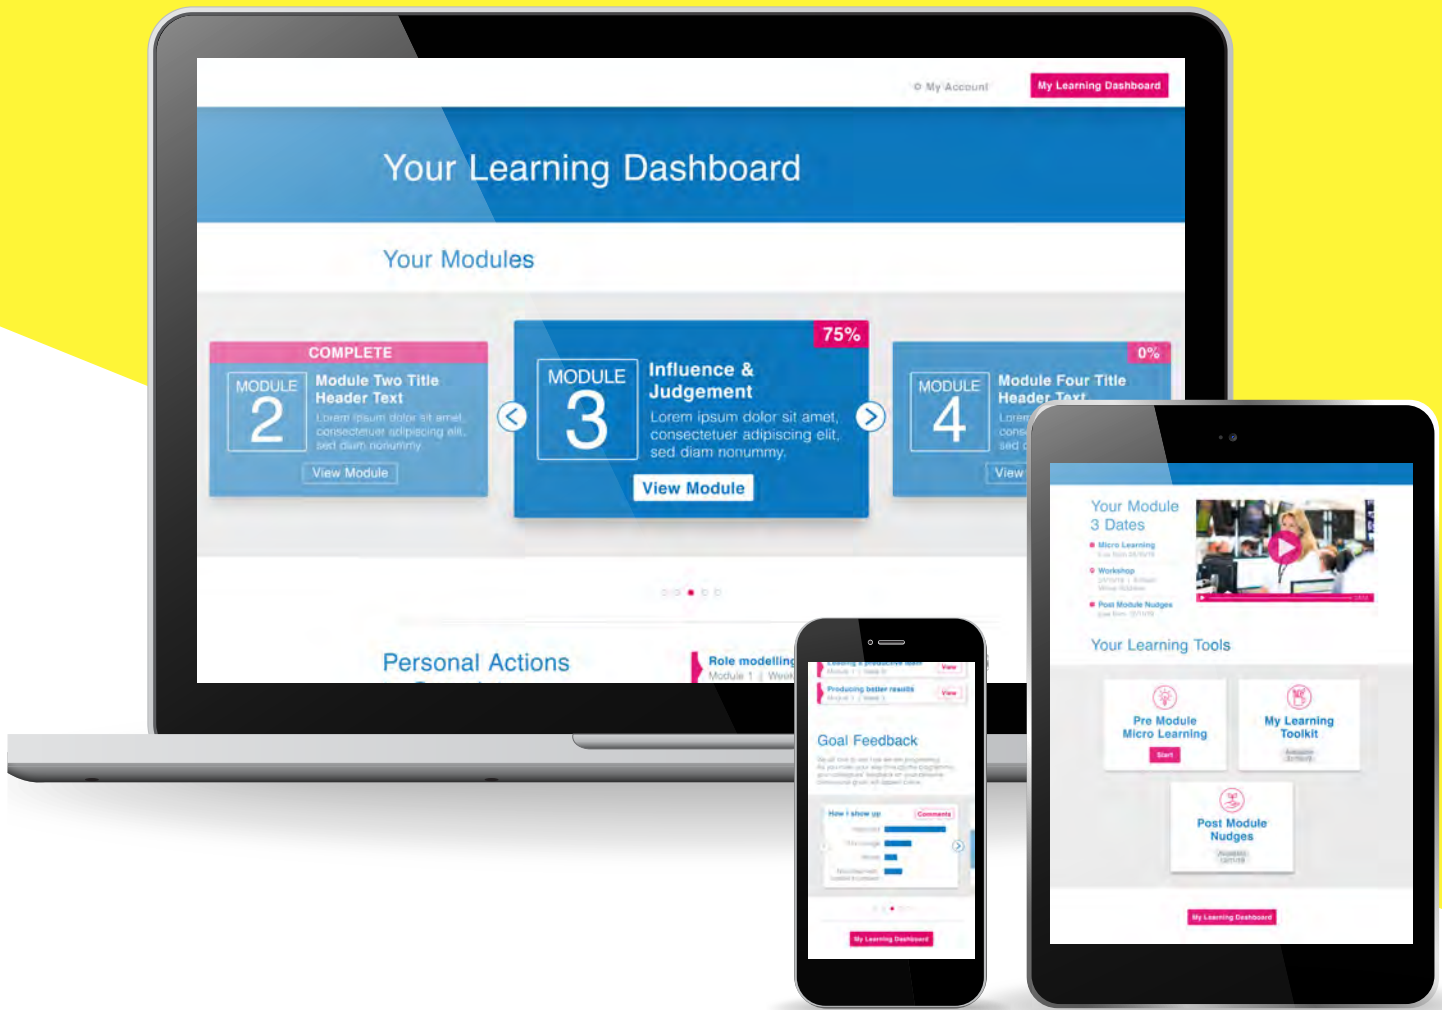 My Account
My Learning Dashboard
Your Learning Dashboard
Your Modules
COMPLETE
MODULE
2
Module Two Title
Header Text
Lorem ipsum dolor sit amet,
consectetuer adipiscing elit,
sed diam nonummy.
View Module
75%
MODULE
3
Influence &
Judgement
Lorem ipsum dolor sit amet,
consectetuer adipiscing elit,
sed diam nonummy.
View Module
0%
MODULE
4
Module Four Title
Header Text
View
Personal Actions
Role modelling
Module 1 | Week
View
Producing better results
View
Goal Feedback
How I show up
Comments
My Learning Dashboard
Your Module
3 Dates
Micro Learning
Workshop
Post Module Nudges
Your Learning Tools
Pre Module
Micro Learning
Start
My Learning
Toolkit
Post Module
Nudges
My Learning Dashboard